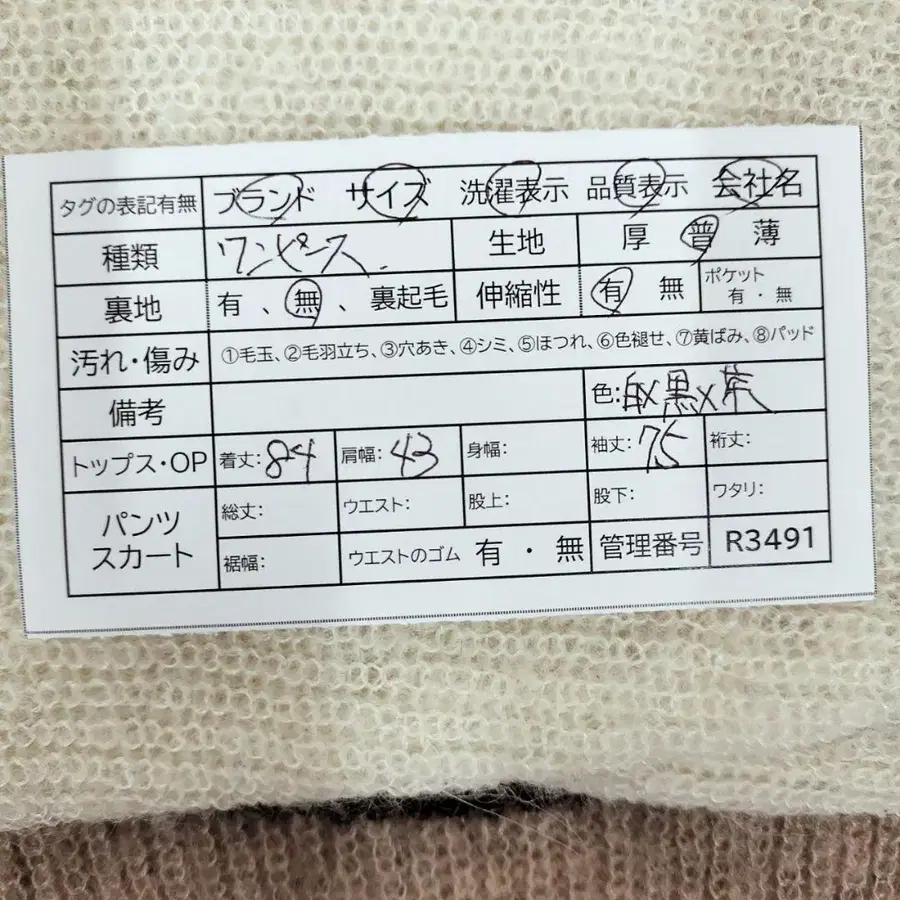 タグの表記有無 ブランド サイズ 洗濯表示 品質表示 会社名
種類 ワンピース. 生地 厚 普 薄
裏地 有、無、裏起毛 伸縮性 有 無 ポケット 有・無
汚れ・傷み ①毛玉、②毛羽立ち、③穴あき、④シミ、⑤ほつれ、⑥色褪せ、⑦黄ばみ、⑧パッド
備考 色:白×黒×茶
トップス・OP 着丈:84 肩幅:43 身幅: 袖丈:75 裄丈:
パンツ スカート 総丈: ウエスト: 股上: 股下: ワタリ:
裾幅: ウエストのゴム 有・無 管理番号 R3491